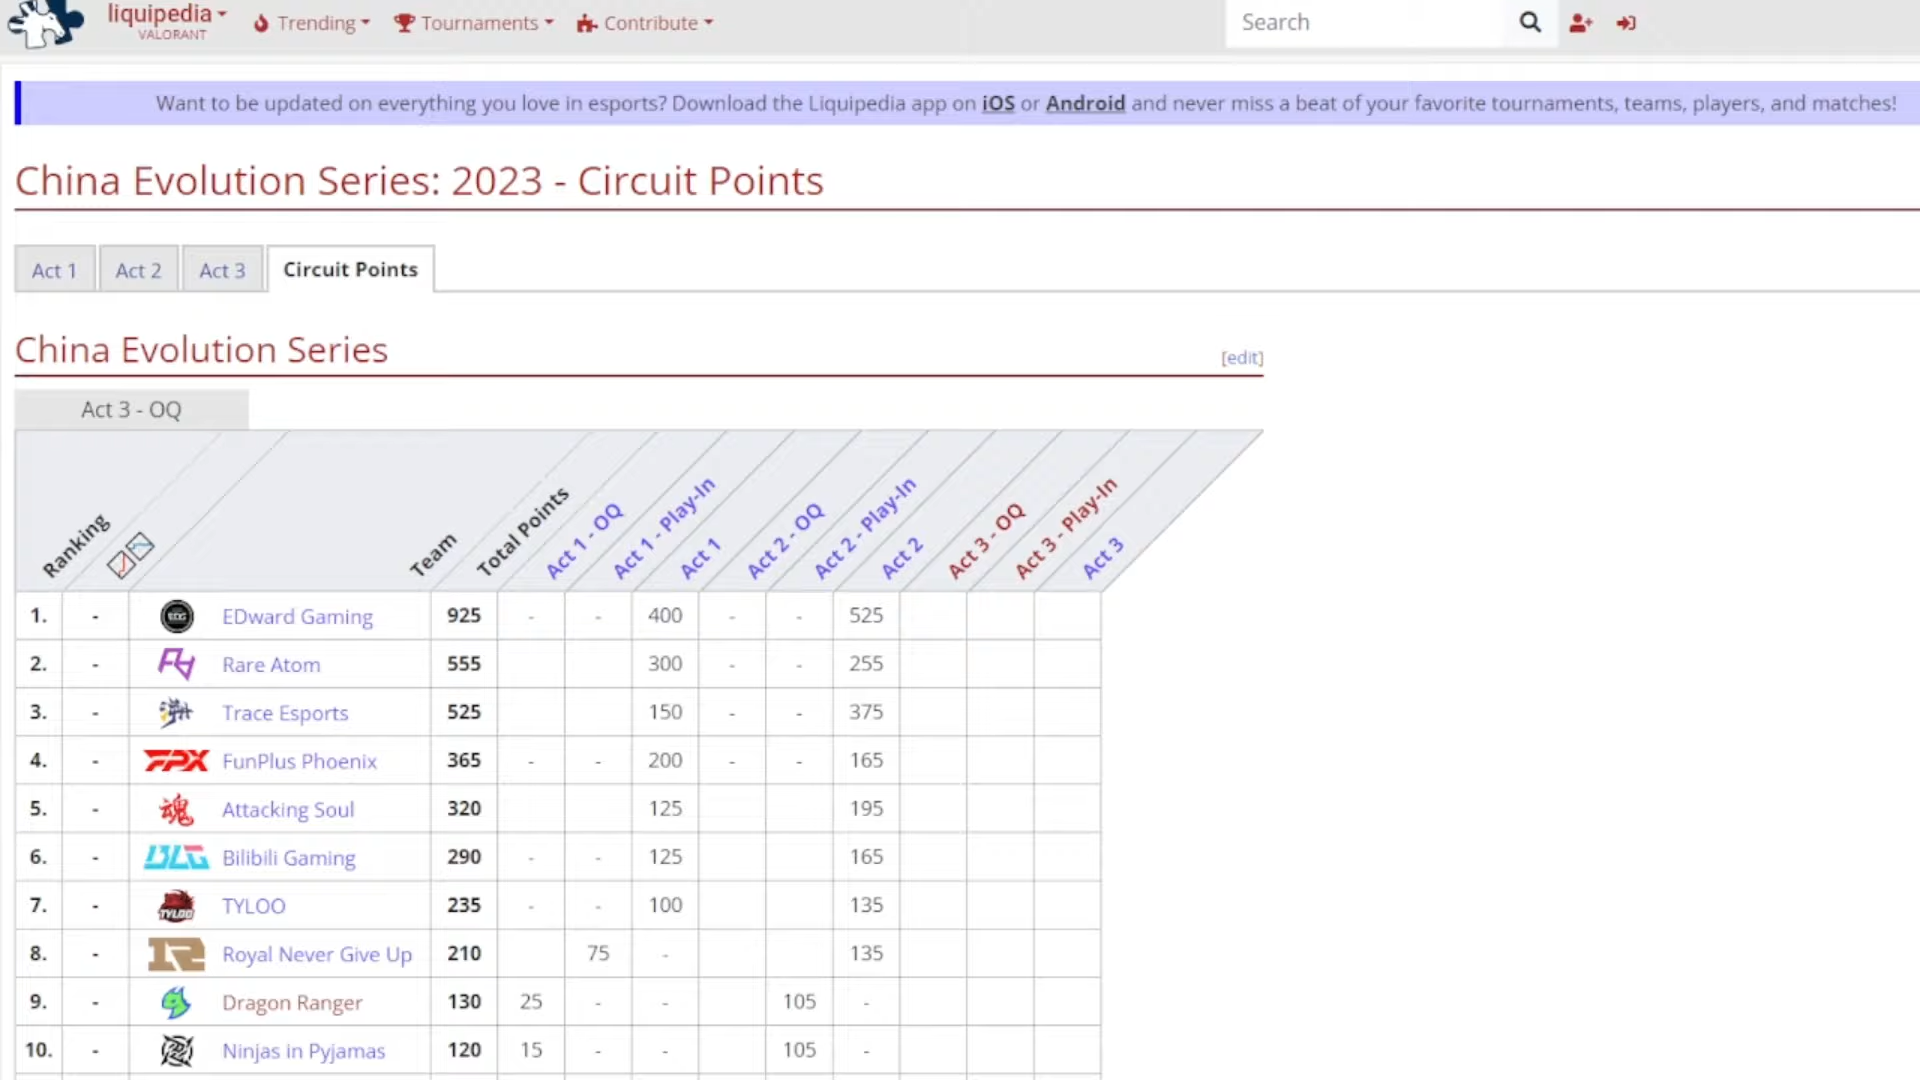 liquipedia
VALORANT
Trending
Tournaments
Contribute
Search
Want to be updated on everything you love in esports? Download the Liquipedia app on iOS or Android and never miss a beat of your favorite tournaments, teams, players, and matches!
China Evolution Series: 2023 - Circuit Points
Act 1
Act 2
Act 3
Circuit Points
China Evolution Series
[edit]
Act 3 - OQ
Ranking
Team
Total Points
Act 1 - OQ
Act 1 - Play-In
Act 1
Act 2 - OQ
Act 2 - Play-In
Act 2
Act 3 - OQ
Act 3 - Play-In
Act 3
1. - EDG EDward Gaming 925 - - 400 - - 525
2. - Rare Atom 555 300 - - 255
3. - Trace Esports 525 150 - - 375
4. - FPX FunPlus Phoenix 365 - - 200 - - 165
5. - 魂 Attacking Soul 320 125 195
6. - BLG Bilibili Gaming 290 - - 125 165
7. - TYLOO TYLOO 235 - - 100 135
8. - R Royal Never Give Up 210 75 - 135
9. - Dragon Ranger 130 25 - - 105 -
10. - Ninjas in Pyjamas 120 15 - - 105 -